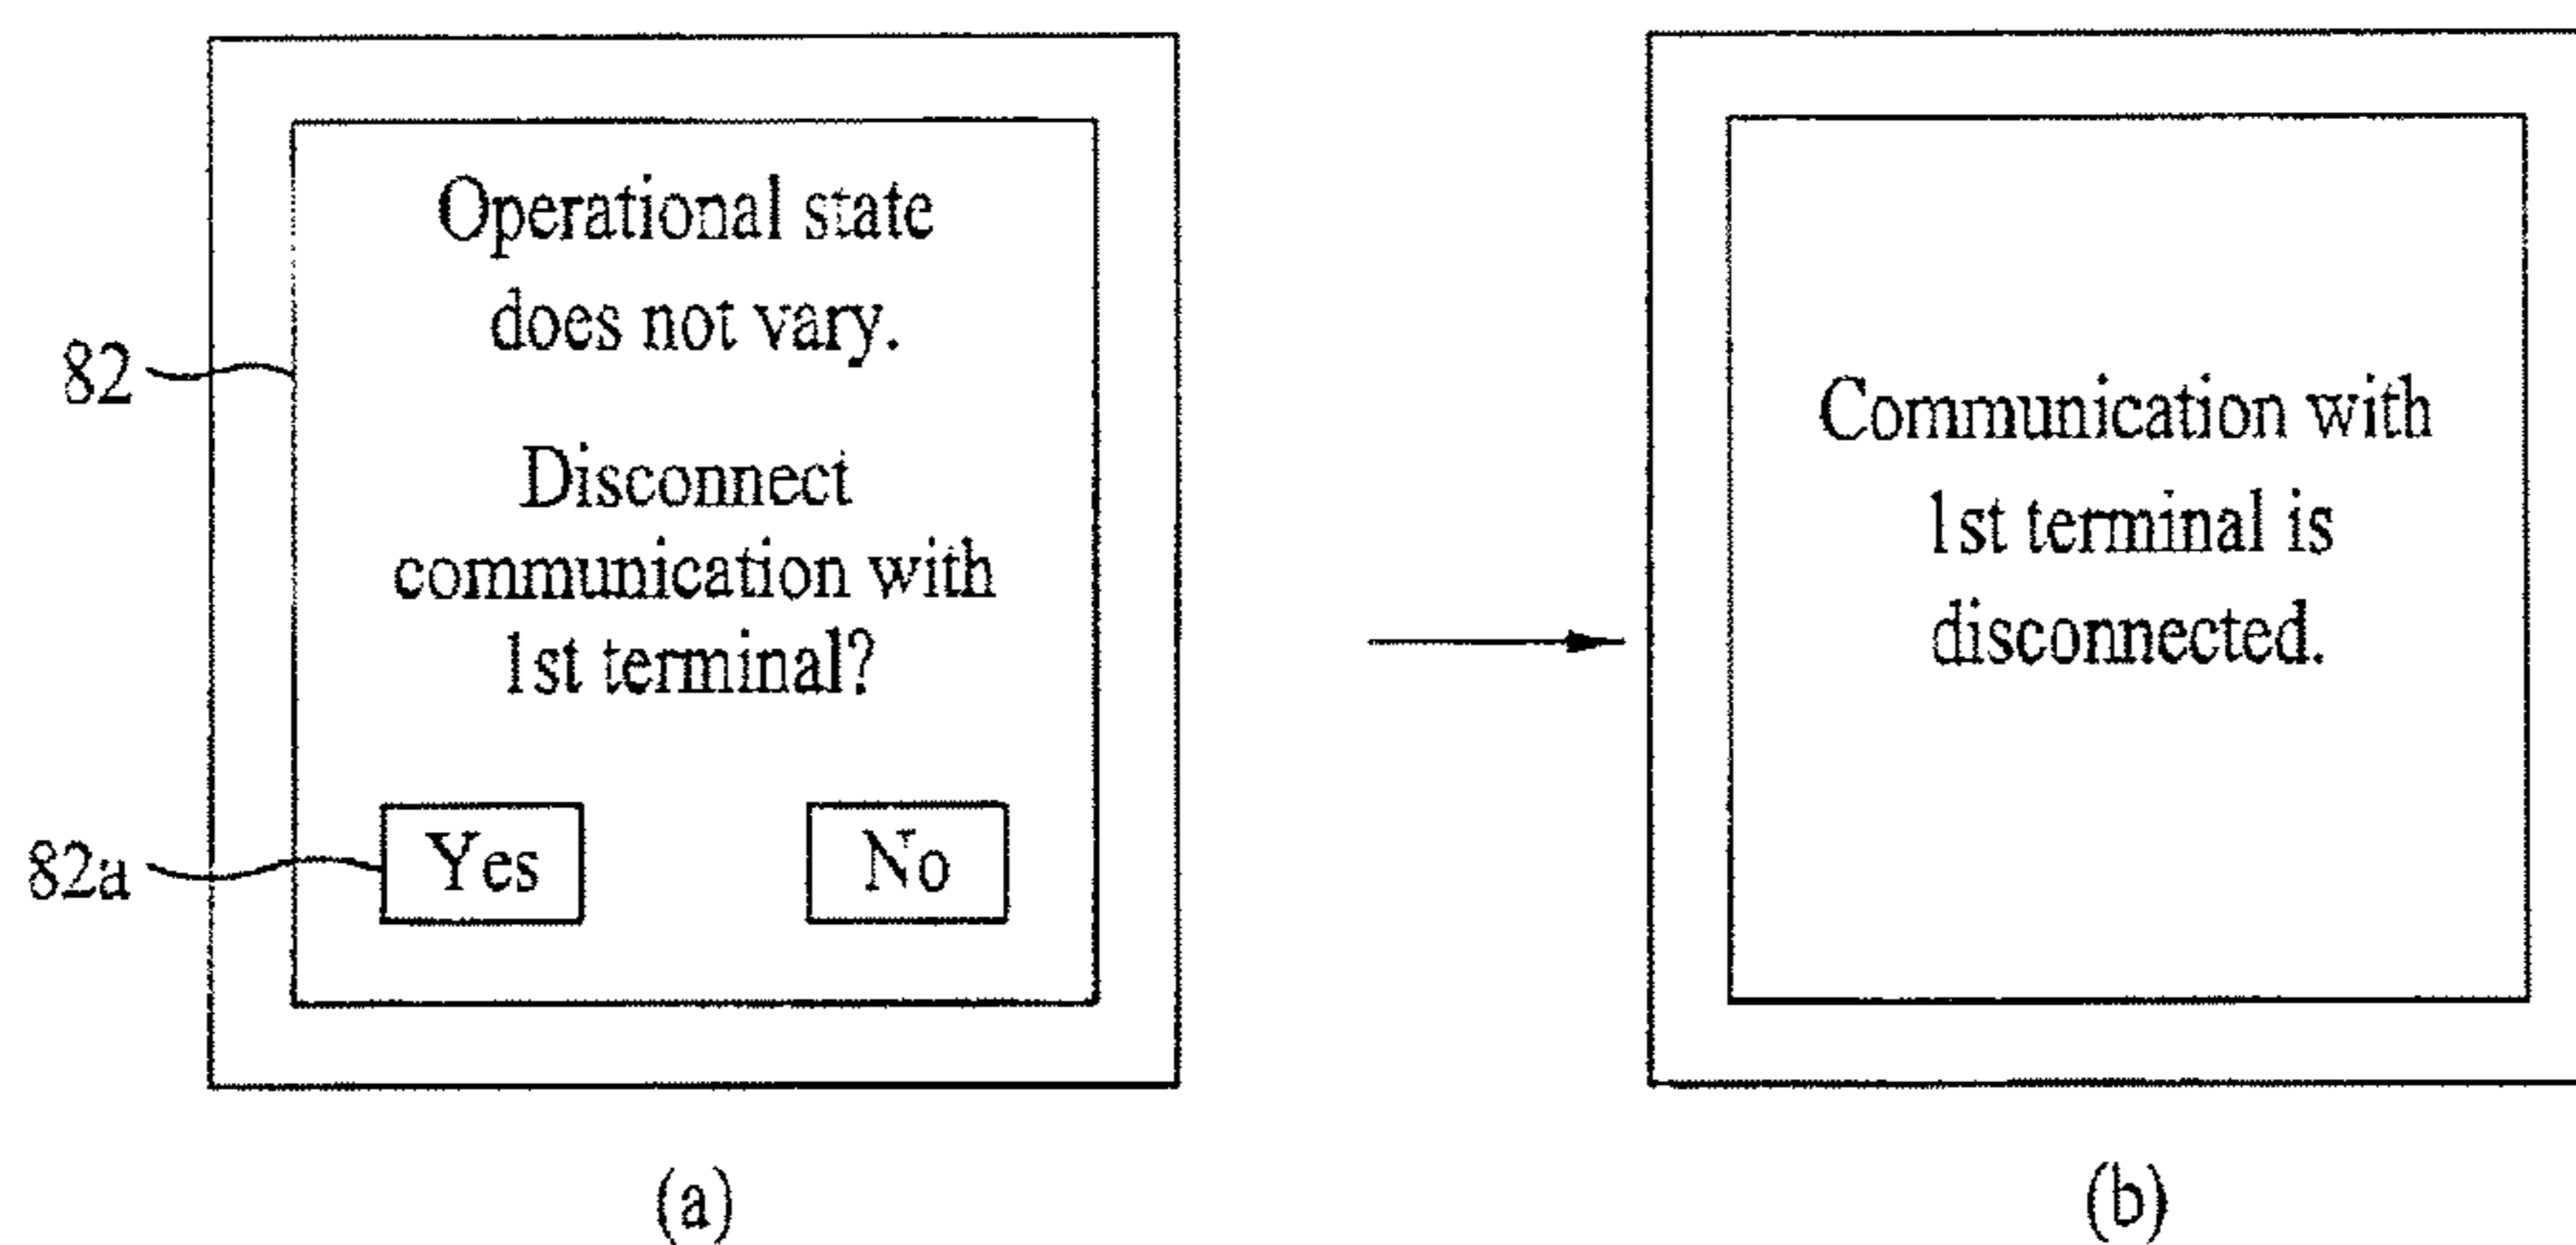 Operational state
does not vary.
82
Disconnect
communication with
1st terminal?
82a
Yes
No
(a)
Communication with
1st terminal is
disconnected.
(b)